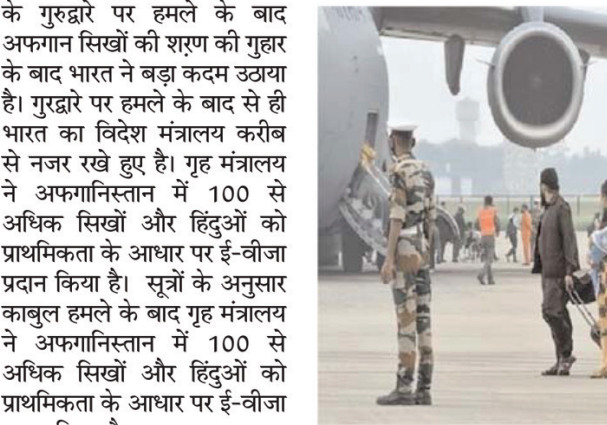 के गुरुद्वारे पर हमले के बाद
अफगान सिखों की शरण की गुहार
के बाद भारत ने बड़ा कदम उठाया
है। गुरद्वारे पर हमले के बाद से ही
भारत का विदेश मंत्रालय करीब
से नजर रखे हुए है। गृह मंत्रालय
ने अफगानिस्तान में 100 से
अधिक सिखों और हिंदुओं को
प्राथमिकता के आधार पर ई-वीजा
प्रदान किया है। सूत्रों के अनुसार
काबुल हमले के बाद गृह मंत्रालय
ने अफगानिस्तान में 100 से
अधिक सिखों और हिंदुओं को
प्राथमिकता के आधार पर ई-वीजा